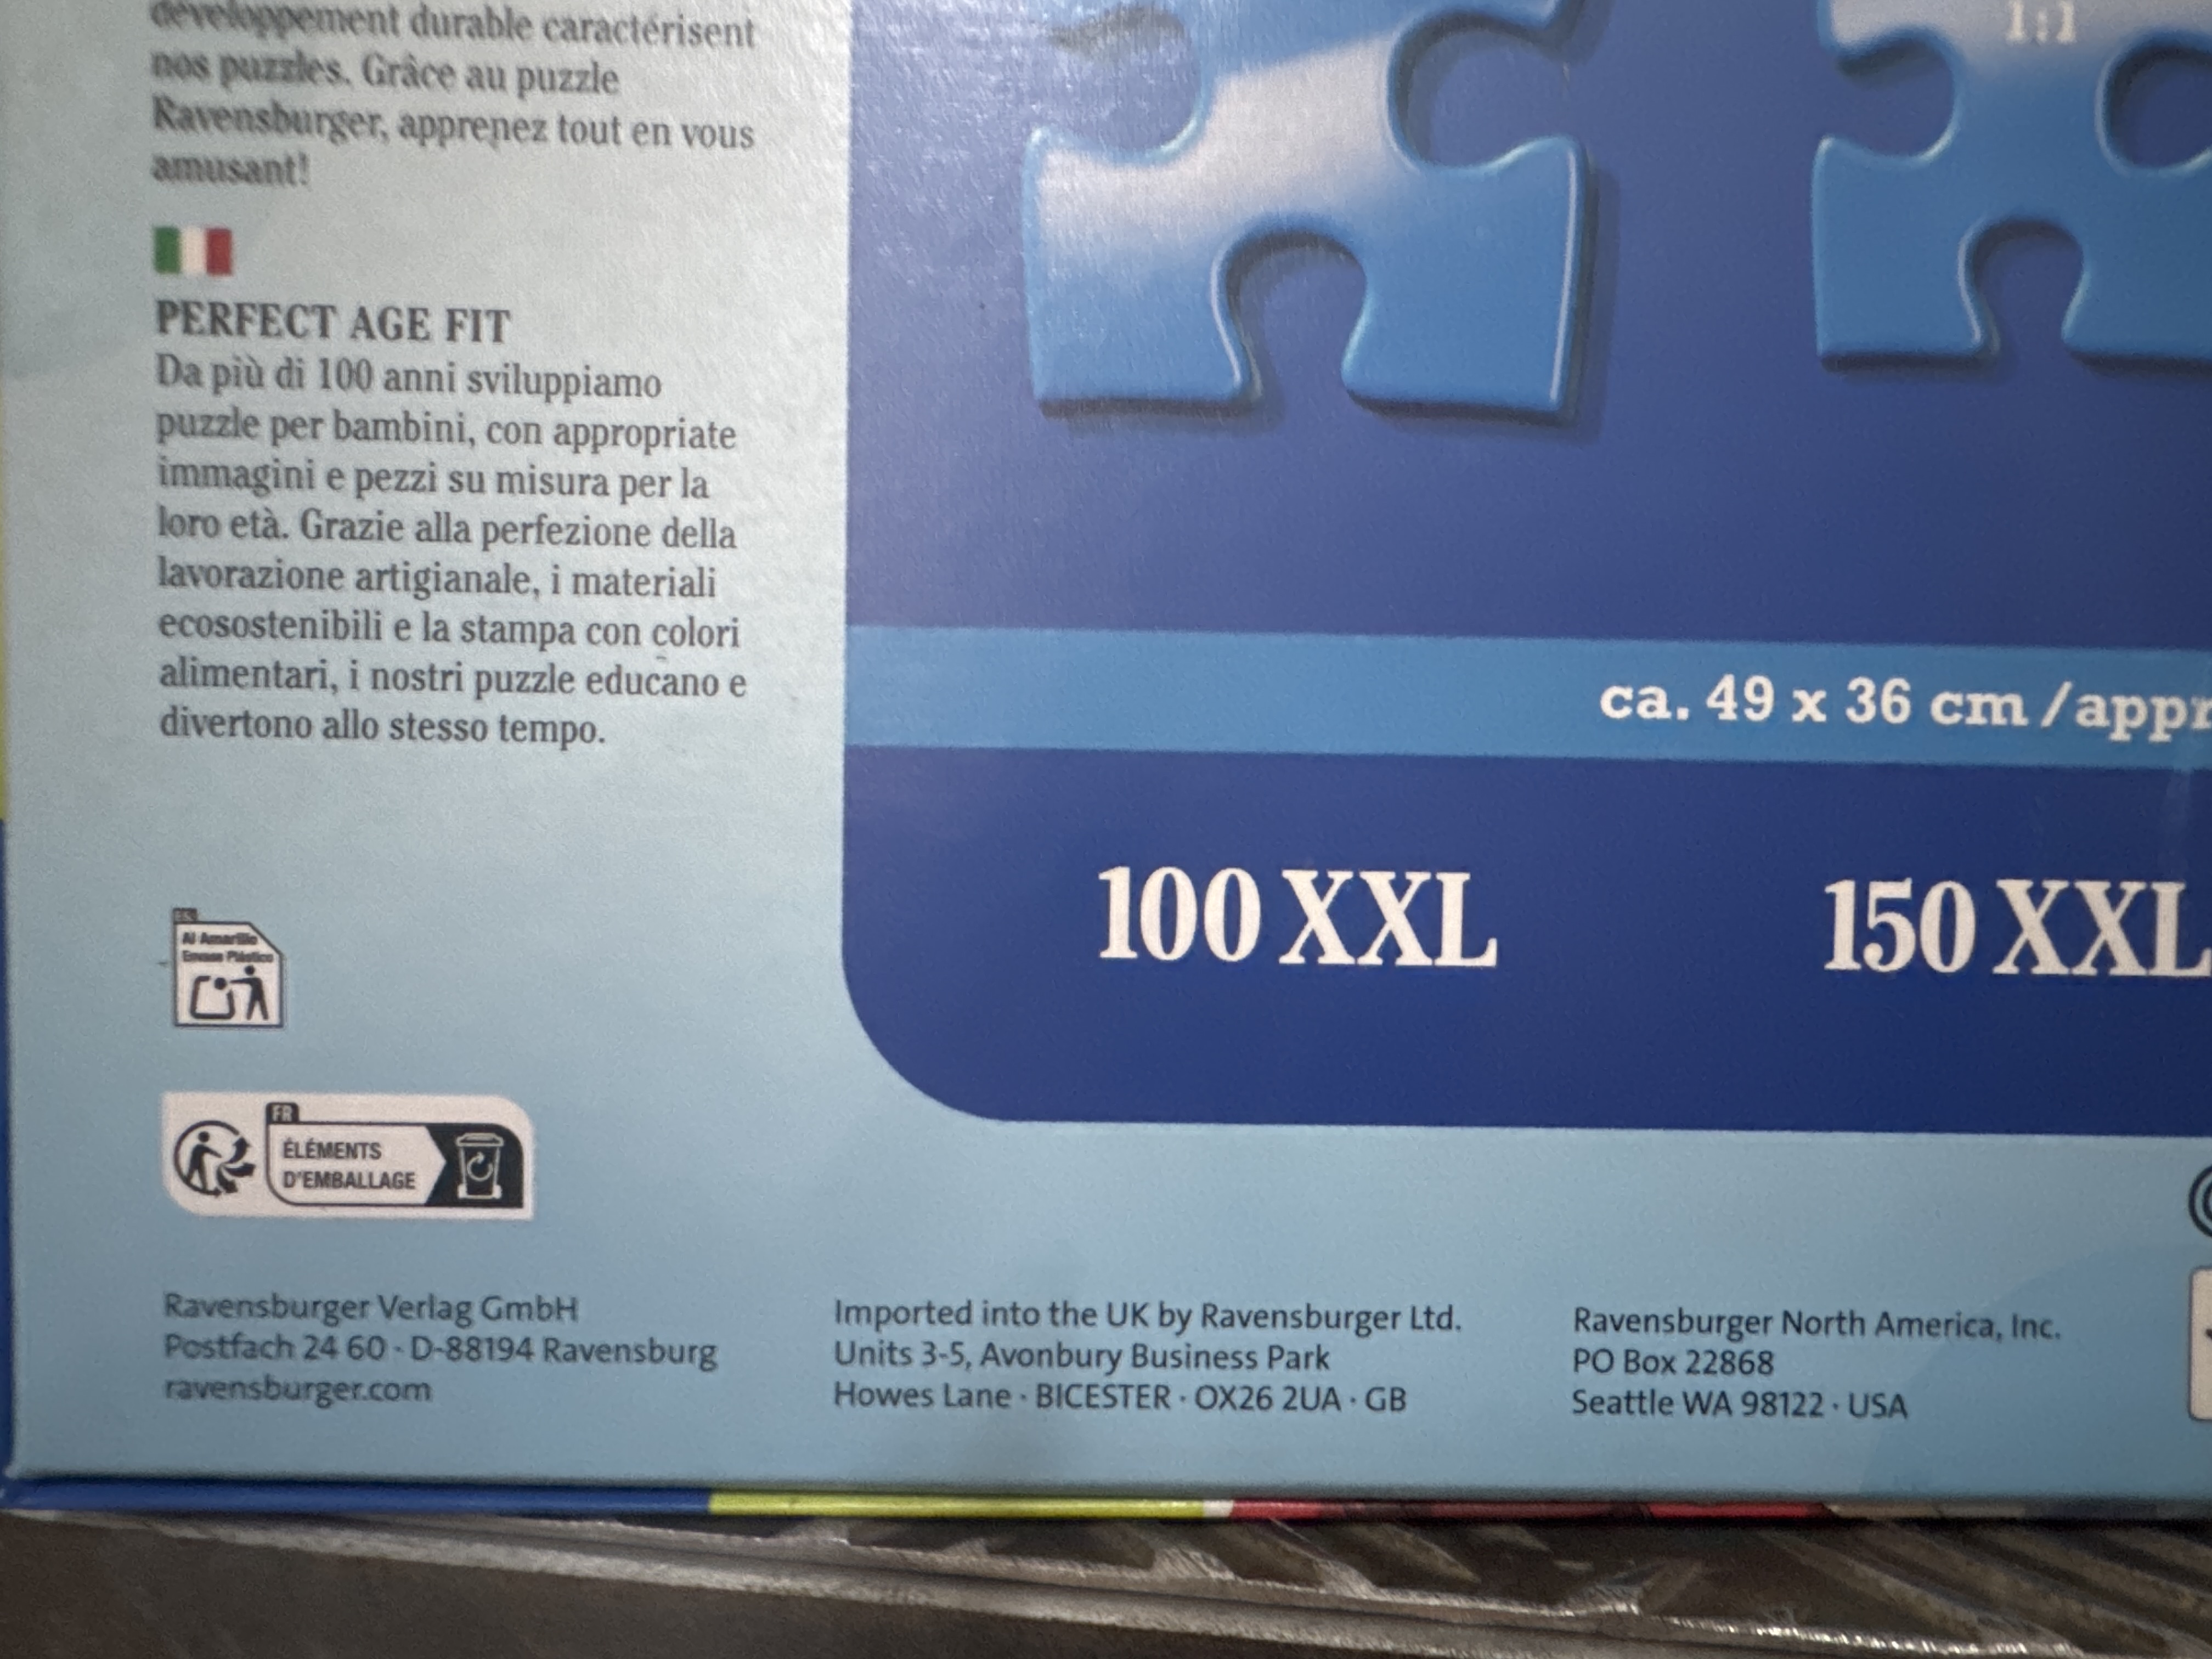 développement durable caractérisent
nos puzzles. Grâce au puzzle
Ravensburger, apprenez tout en vous
amusant!
PERFECT AGE FIT
Da più di 100 anni sviluppiamo
puzzle per bambini, con appropriate
immagini e pezzi su misura per la
loro età. Grazie alla perfezione della
lavorazione artigianale, i materiali
ecosostenibili e la stampa con colori
alimentari, i nostri puzzle educano e
divertono allo stesso tempo.
1:1
ca. 49 x 36 cm / appr
100 XXL
150 XXL
ES
Al Amarillo
Envase Plástico
FR
ÉLÉMENTS
D'EMBALLAGE
Ravensburger Verlag GmbH
Postfach 24 60 · D-88194 Ravensburg
ravensburger.com
Imported into the UK by Ravensburger Ltd.
Units 3-5, Avonbury Business Park
Howes Lane · BICESTER · OX26 2UA · GB
Ravensburger North America, Inc.
PO Box 22868
Seattle WA 98122 · USA